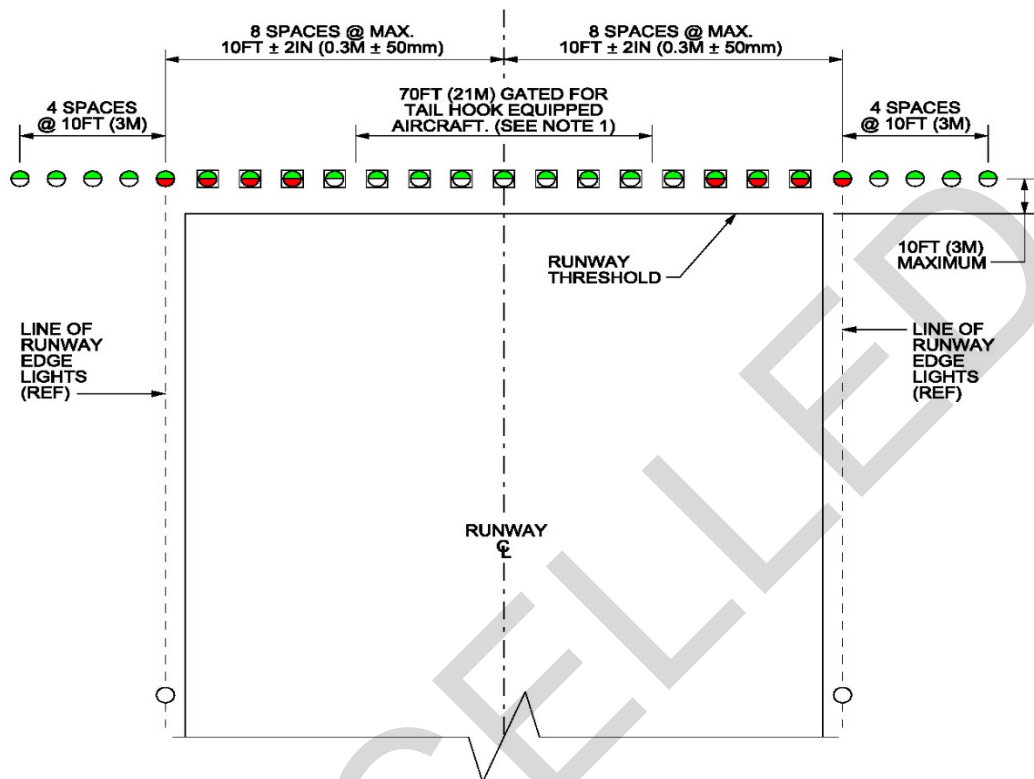 8 SPACES @ MAX.
10FT ± 2IN (0.3M ± 50mm)
8 SPACES @ MAX.
10FT ± 2IN (0.3M ± 50mm)
4 SPACES
@ 10FT (3M)
70FT (21M) GATED FOR
TAIL HOOK EQUIPPED
AIRCRAFT. (SEE NOTE 1)
4 SPACES
@ 10FT (3M)
RUNWAY
THRESHOLD
10FT (3M)
MAXIMUM
LINE OF
RUNWAY
EDGE
LIGHTS
(REF)
LINE OF
RUNWAY
EDGE
LIGHTS
(REF)
RUNWAY
℄
CELLED